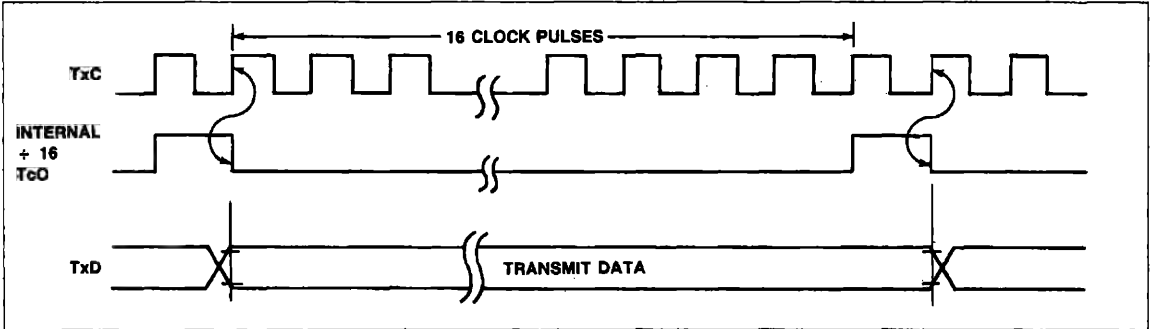 16 CLOCK PULSES
TxC
INTERNAL
÷ 16
TcO
TxD
TRANSMIT DATA